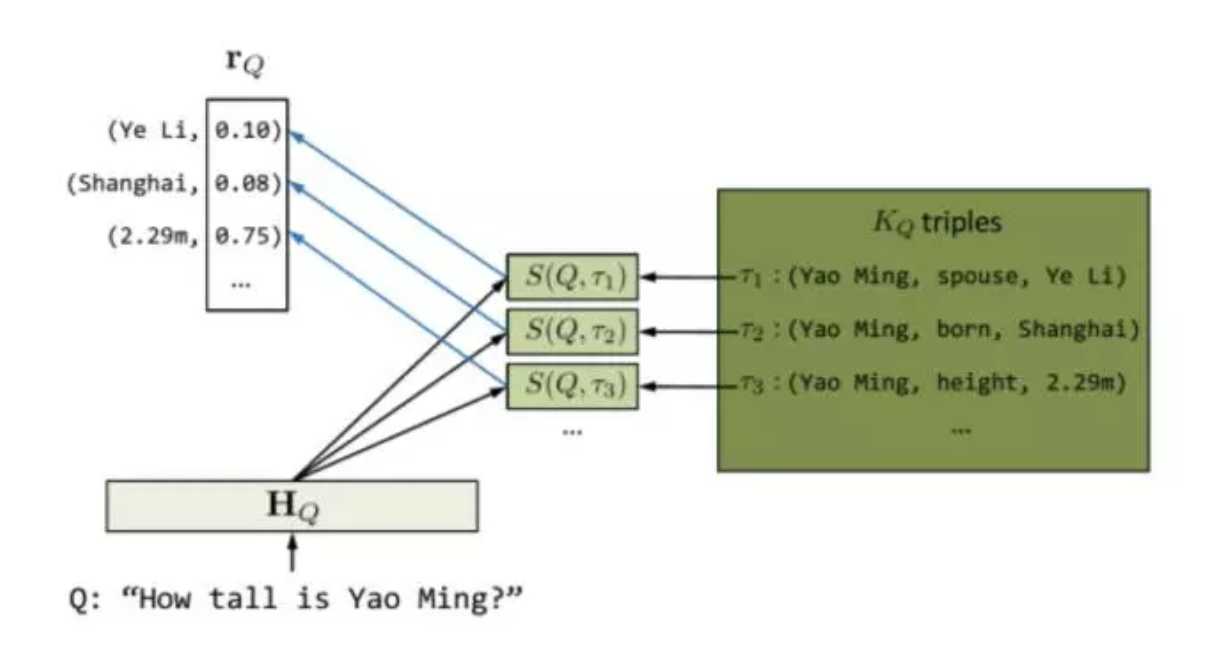 r_Q
(Ye Li, 0.10)
(Shanghai, 0.08)
(2.29m, 0.75)
...
K_Q triples
S(Q, τ₁)
τ₁ : (Yao Ming, spouse, Ye Li)
S(Q, τ₂)
τ₂ : (Yao Ming, born, Shanghai)
S(Q, τ₃)
τ₃ : (Yao Ming, height, 2.29m)
...
...
H_Q
Q: “How tall is Yao Ming?”